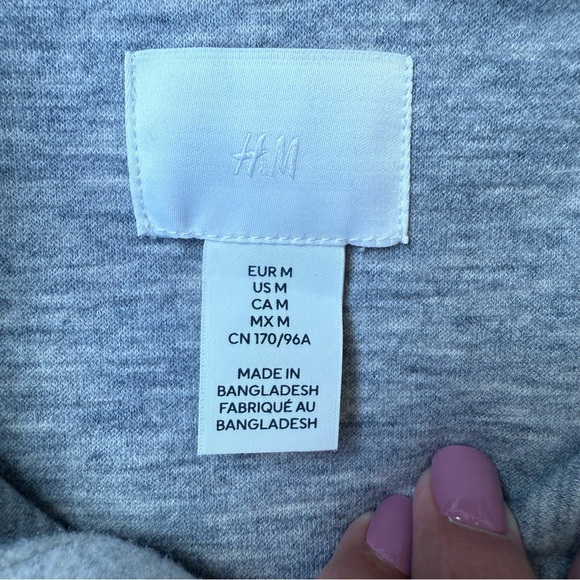 H&M
EUR M
US M
CA M
MX M
CN 170/96A
MADE IN
BANGLADESH
FABRIQUÉ AU
BANGLADESH